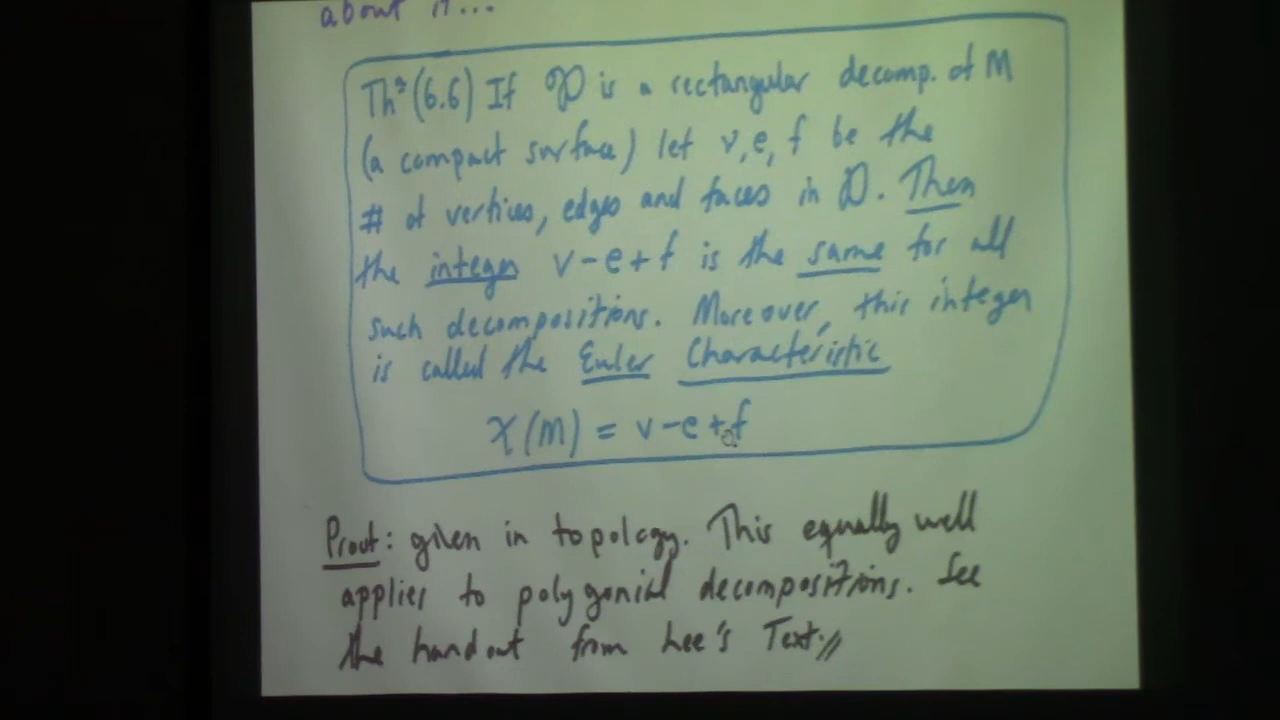 about it...
Thm (6.6) If D is a rectangular decomp. of M
(a compact surface) let v, e, f be the
# of vertices, edges and faces in D. Then
the integer v-e+f is the same for all
such decompositions. Moreover, this integer
is called the Euler Characteristic
χ(M) = v-e+f
Proof: given in topology. This equally well
applies to polygonial decompositions. See
the handout from Lee's Text.//